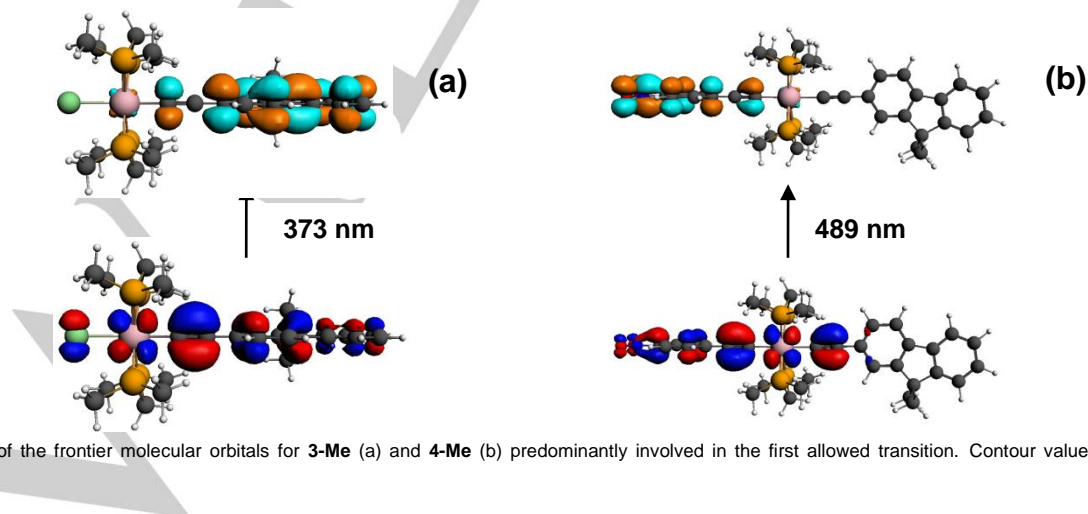 (a)
(b)
373 nm
489 nm
of the frontier molecular orbitals for 3-Me (a) and 4-Me (b) predominantly involved in the first allowed transition. Contour value